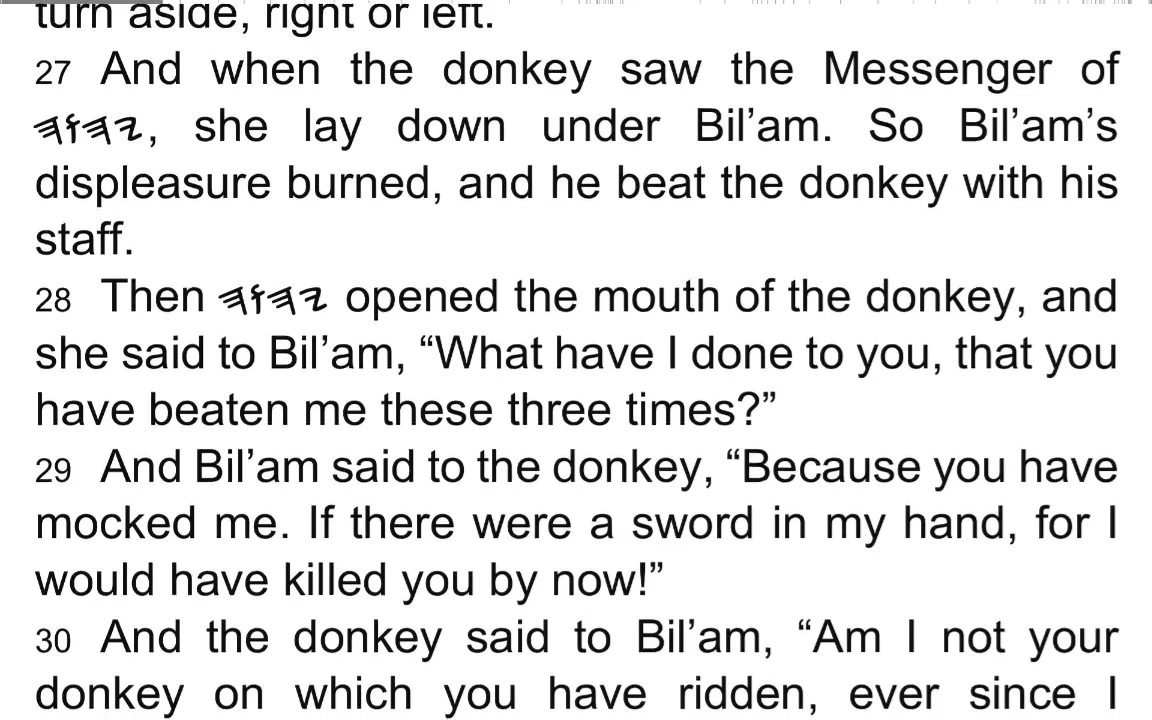 turn aside, right or left.
27 And when the donkey saw the Messenger of
𐤉𐤄𐤅𐤄, she lay down under Bil’am. So Bil’am’s
displeasure burned, and he beat the donkey with his
staff.
28 Then 𐤉𐤄𐤅𐤄 opened the mouth of the donkey, and
she said to Bil’am, “What have I done to you, that you
have beaten me these three times?”
29 And Bil’am said to the donkey, “Because you have
mocked me. If there were a sword in my hand, for I
would have killed you by now!”
30 And the donkey said to Bil’am, “Am I not your
donkey on which you have ridden, ever since I